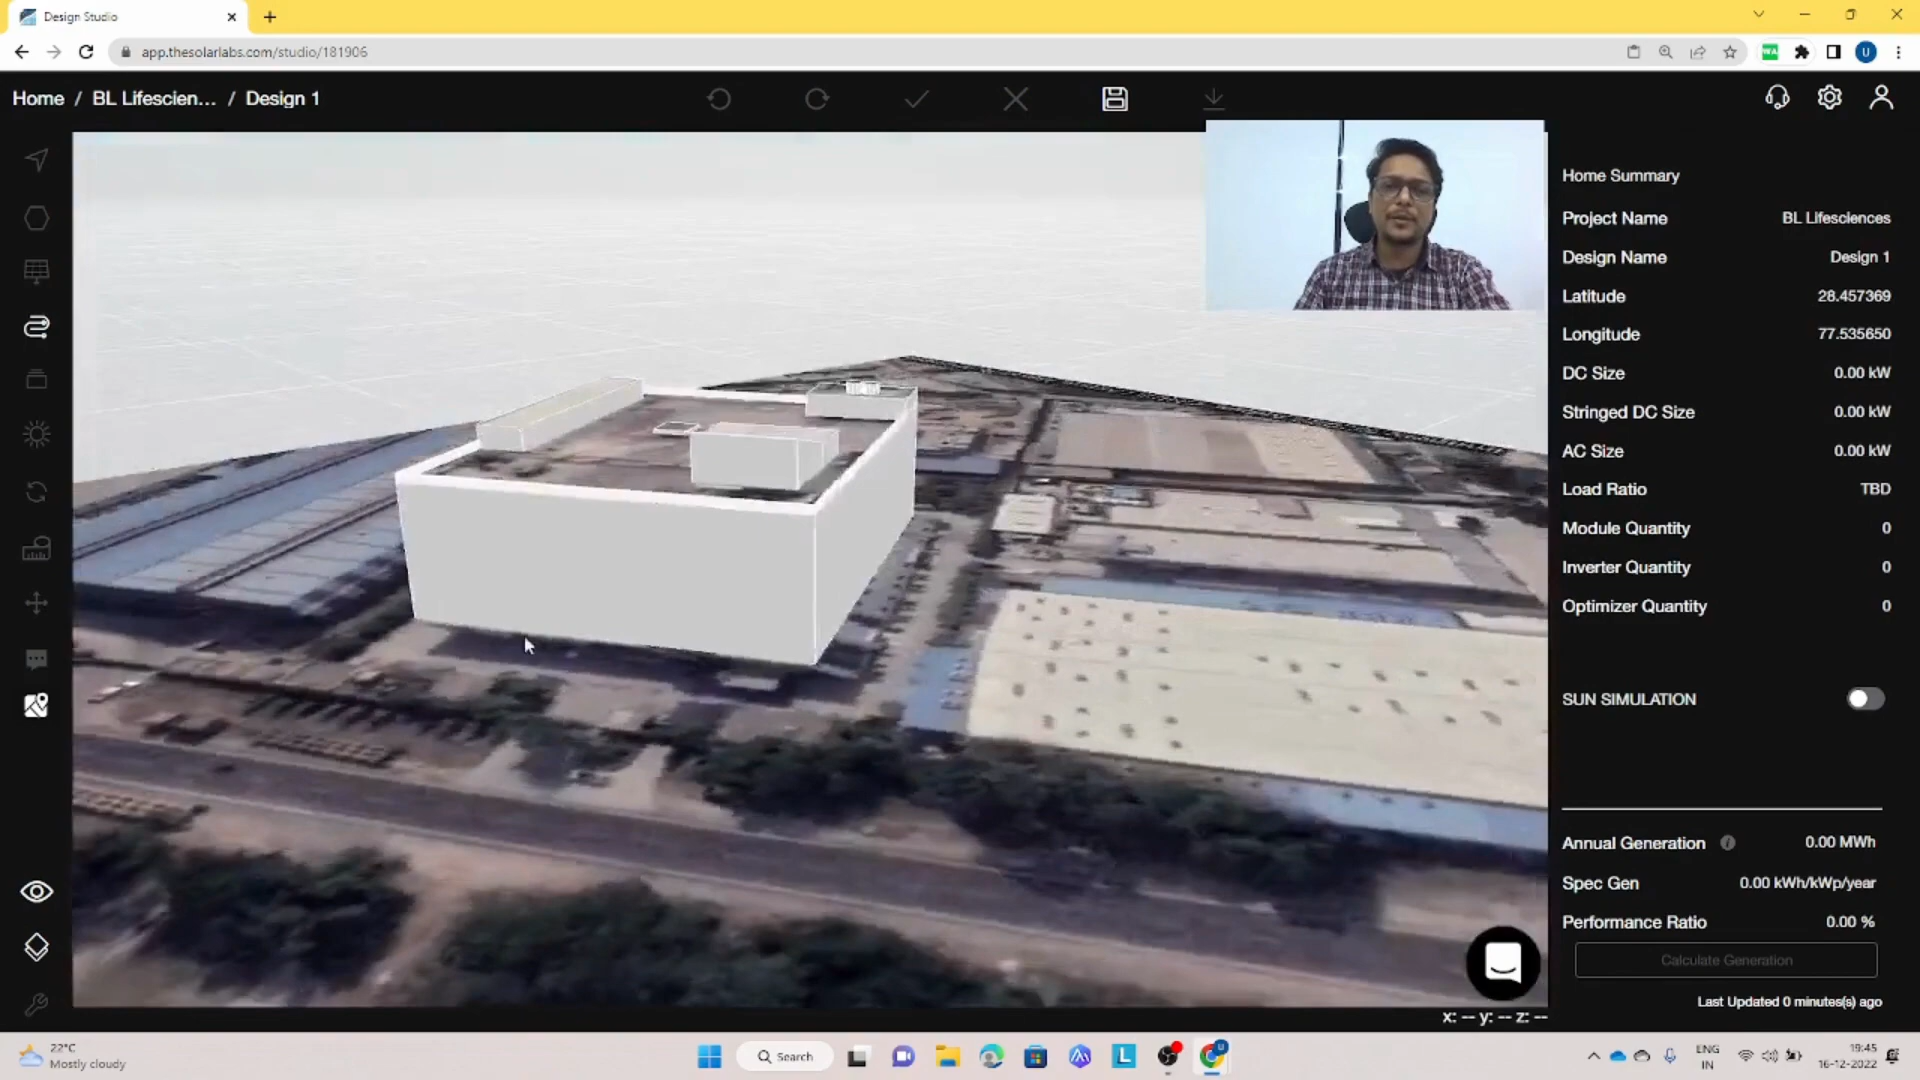 Design Studio
app.thesolarlabs.com/studio/181906
WA
U
Home / BL Lifescien... / Design 1
Home Summary
Project Name BL Lifesciences
Design Name Design 1
Latitude 28.457369
Longitude 77.535650
DC Size 0.00 kW
Stringed DC Size 0.00 kW
AC Size 0.00 kW
Load Ratio TBD
Module Quantity 0
Inverter Quantity 0
Optimizer Quantity 0
SUN SIMULATION
Annual Generation 0.00 MWh
Spec Gen 0.00 kWh/kWp/year
Performance Ratio 0.00 %
Calculate Generation
Last Updated 0 minutes(s) ago
x: -- y: -- z: --
22°C
Mostly cloudy
Search
L
U
ENG
IN
19:45
16-12-2022